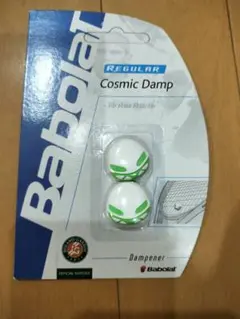 Babolat
REGULAR
Cosmic Damp
Dampener
Babolat